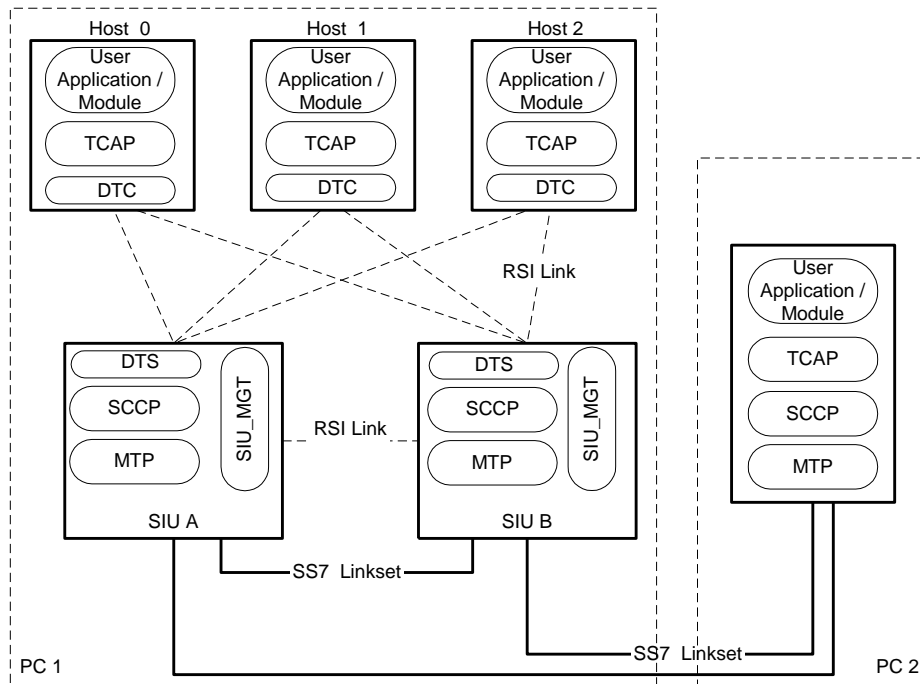 Host 0
Host 1
Host 2
User
Application /
Module
TCAP
DTC
User
Application /
Module
TCAP
DTC
User
Application /
Module
TCAP
DTC
RSI Link
DTS
SCCP
MTP
SIU_MGT
SIU A
RSI Link
DTS
SCCP
MTP
SIU_MGT
SIU B
User
Application /
Module
TCAP
SCCP
MTP
SS7 Linkset
SS7 Linkset
PC 1
PC 2